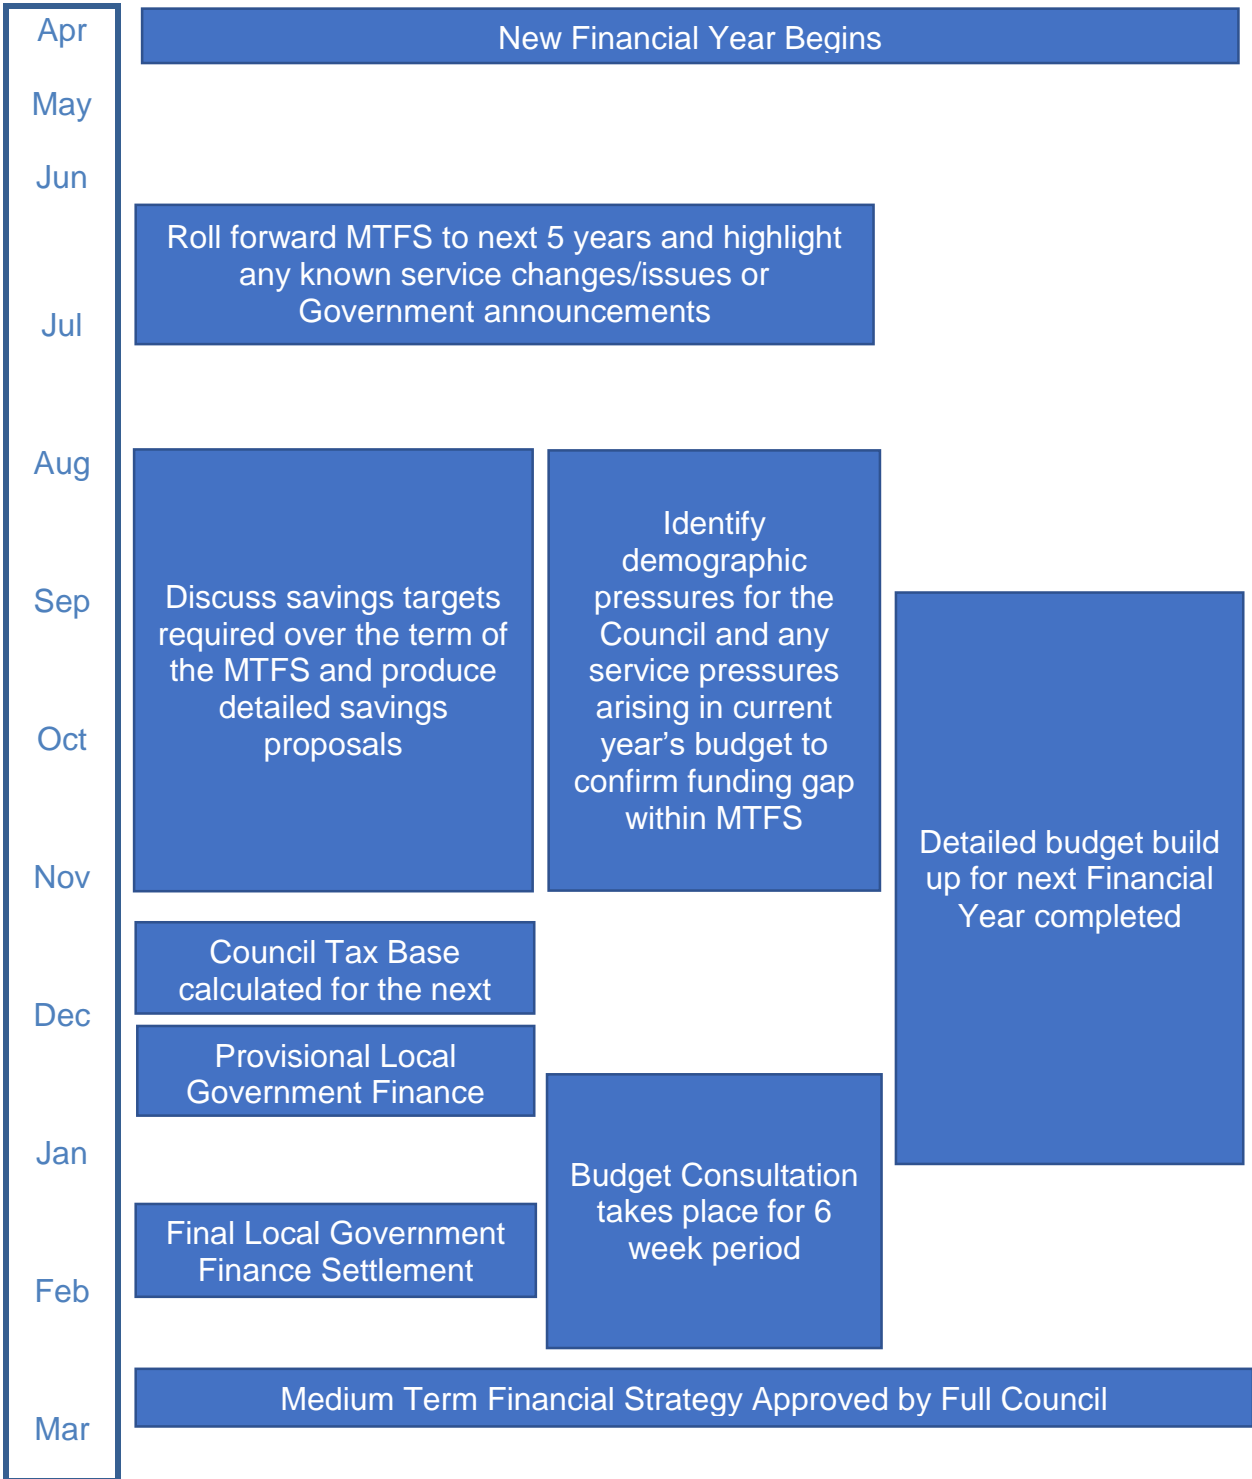 Apr
New Financial Year Begins
May
Jun
Roll forward MTFS to next 5 years and highlight
any known service changes/issues or
Government announcements
Jul
Aug
Discuss savings targets
required over the term of
the MTFS and produce
detailed savings
proposals
Identify
demographic
pressures for the
Council and any
service pressures
arising in current
year’s budget to
confirm funding gap
within MTFS
Sep
Detailed budget build
up for next Financial
Year completed
Oct
Nov
Council Tax Base
calculated for the next
Dec
Provisional Local
Government Finance
Budget Consultation
takes place for 6
week period
Jan
Final Local Government
Finance Settlement
Feb
Medium Term Financial Strategy Approved by Full Council
Mar